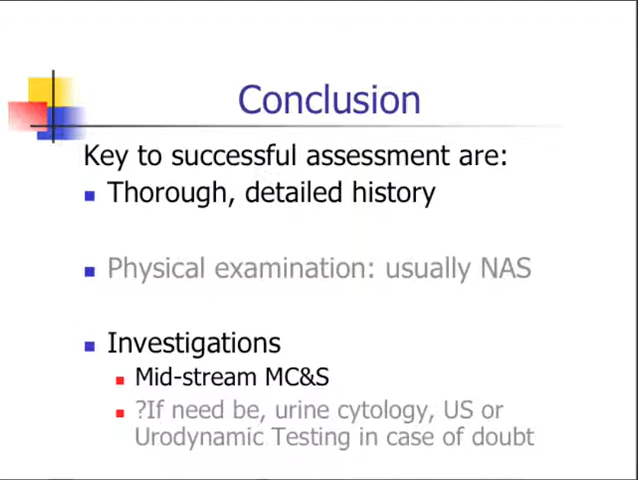 Conclusion
Key to successful assessment are:
Thorough, detailed history
Physical examination: usually NAS
Investigations
Mid-stream MC&S
?If need be, urine cytology, US or
Urodynamic Testing in case of doubt